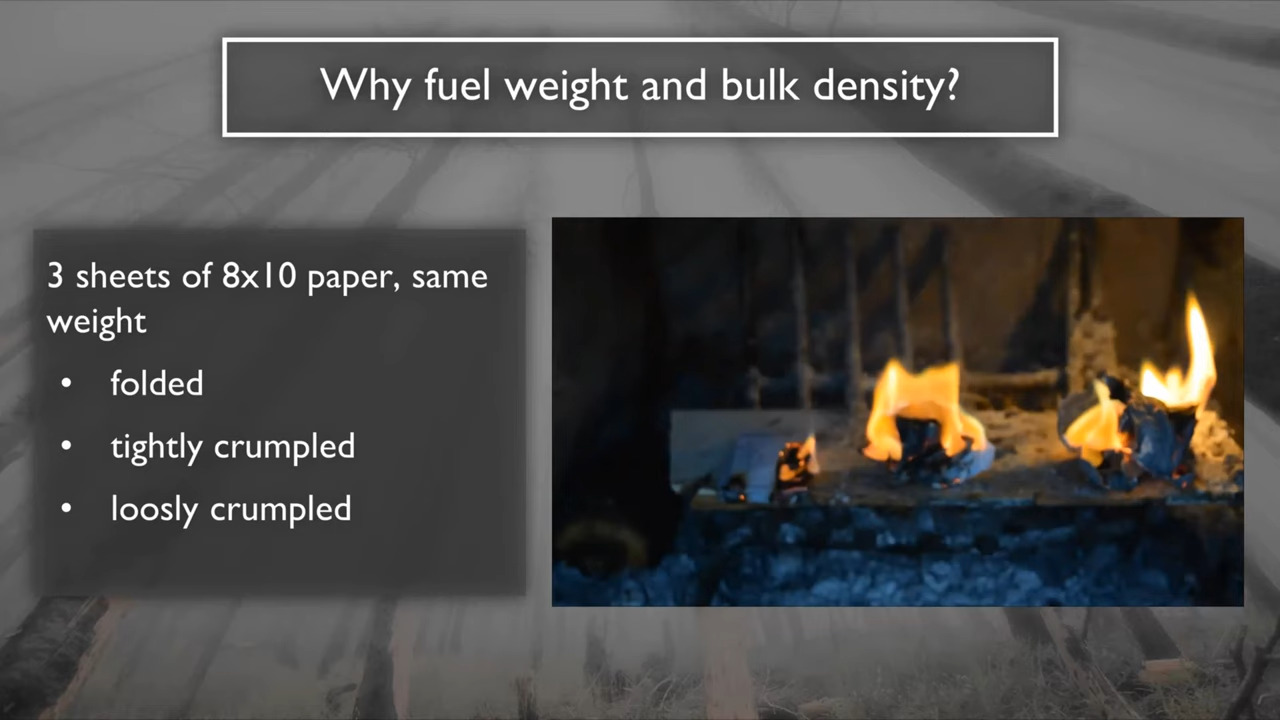 Why fuel weight and bulk density?
3 sheets of 8x10 paper, same
weight
• folded
• tightly crumpled
• loosly crumpled